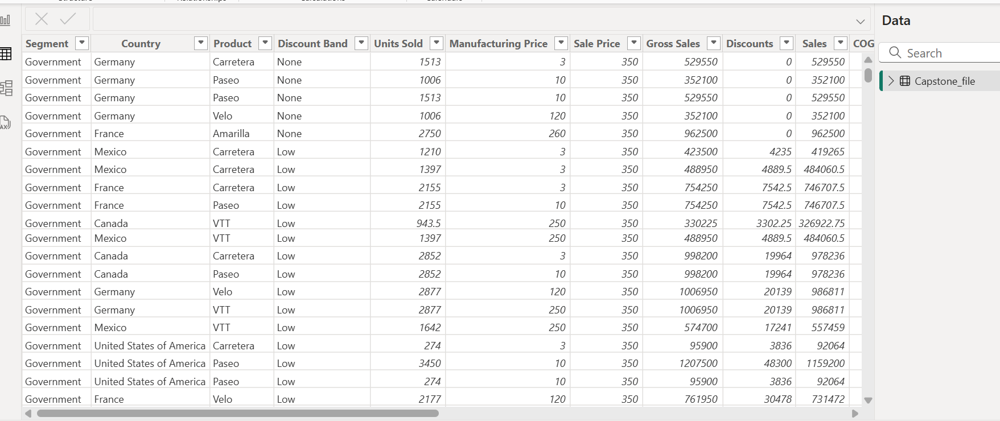 Structure Relationships Calculations Calendars
Data
Segment Country Product Discount Band Units Sold Manufacturing Price Sale Price Gross Sales Discounts Sales COG
Search
Government Germany Carretera None 1513 3 350 529550 0 529550
Capstone_file
Government Germany Paseo None 1006 10 350 352100 0 352100
Government Germany Paseo None 1513 10 350 529550 0 529550
Government Germany Velo None 1006 120 350 352100 0 352100
Government France Amarilla None 2750 260 350 962500 0 962500
Government Mexico Carretera Low 1210 3 350 423500 4235 419265
Government Mexico Carretera Low 1397 3 350 488950 4889.5 484060.5
Government France Carretera Low 2155 3 350 754250 7542.5 746707.5
Government France Paseo Low 2155 10 350 754250 7542.5 746707.5
Government Canada VTT Low 943.5 250 350 330225 3302.25 326922.75
Government Mexico VTT Low 1397 250 350 488950 4889.5 484060.5
Government Canada Carretera Low 2852 3 350 998200 19964 978236
Government Canada Paseo Low 2852 10 350 998200 19964 978236
Government Germany Velo Low 2877 120 350 1006950 20139 986811
Government Germany VTT Low 2877 250 350 1006950 20139 986811
Government Mexico VTT Low 1642 250 350 574700 17241 557459
Government United States of America Carretera Low 274 3 350 95900 3836 92064
Government United States of America Paseo Low 3450 10 350 1207500 48300 1159200
Government United States of America Paseo Low 274 10 350 95900 3836 92064
Government France Velo Low 2177 120 350 761950 30478 731472